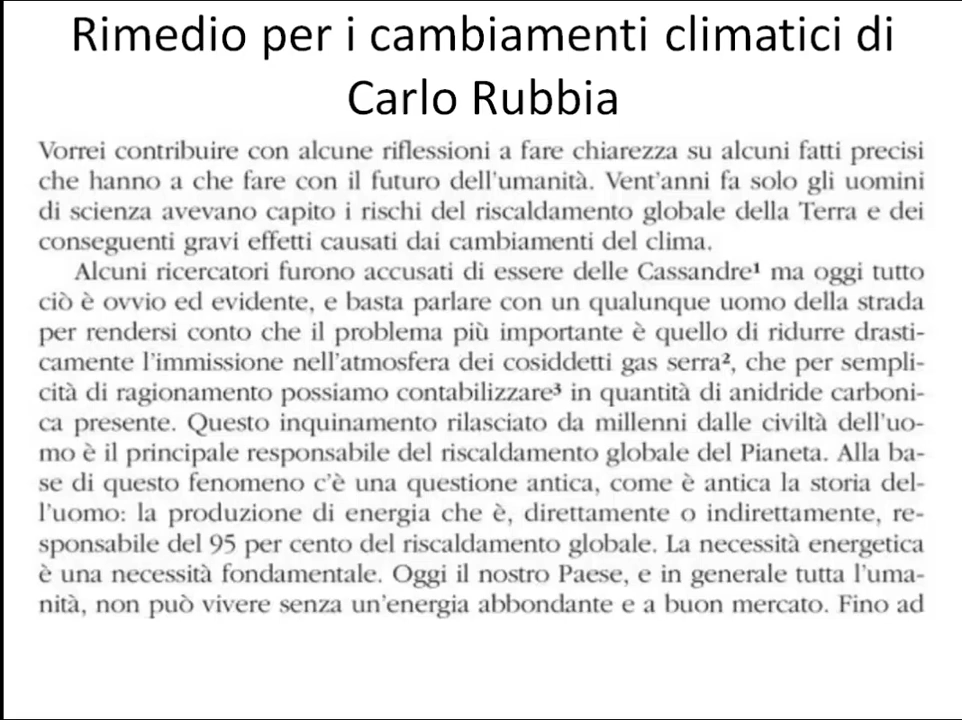 Rimedio per i cambiamenti climatici di
Carlo Rubbia
Vorrei contribuire con alcune riflessioni a fare chiarezza su alcuni fatti precisi
che hanno a che fare con il futuro dell'umanità. Vent'anni fa solo gli uomini
di scienza avevano capito i rischi del riscaldamento globale della Terra e dei
conseguenti gravi effetti causati dai cambiamenti del clima.
Alcuni ricercatori furono accusati di essere delle Cassandre¹ ma oggi tutto
ciò è ovvio ed evidente, e basta parlare con un qualunque uomo della strada
per rendersi conto che il problema più importante è quello di ridurre drasti-
camente l'immissione nell'atmosfera dei cosiddetti gas serra², che per sempli-
cità di ragionamento possiamo contabilizzare³ in quantità di anidride carboni-
ca presente. Questo inquinamento rilasciato da millenni dalle civiltà dell'uo-
mo è il principale responsabile del riscaldamento globale del Pianeta. Alla ba-
se di questo fenomeno c'è una questione antica, come è antica la storia del-
l'uomo: la produzione di energia che è, direttamente o indirettamente, re-
sponsabile del 95 per cento del riscaldamento globale. La necessità energetica
è una necessità fondamentale. Oggi il nostro Paese, e in generale tutta l'uma-
nità, non può vivere senza un'energia abbondante e a buon mercato. Fino ad